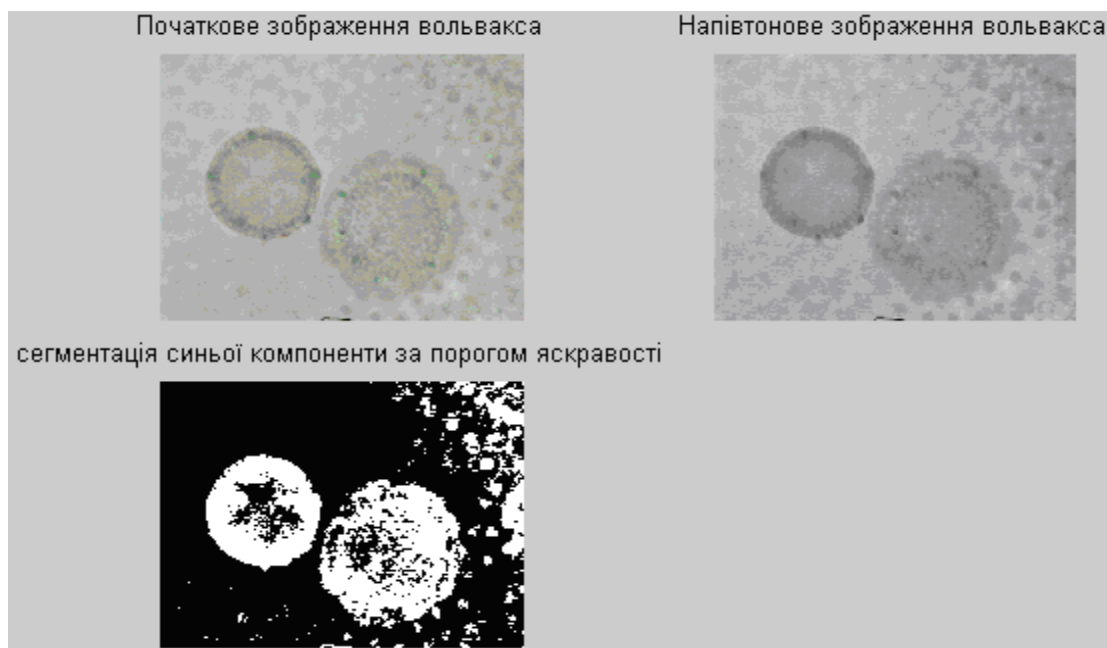 Початкове зображення вольвакса
Напівтонове зображення вольвакса
сегментація синьої компоненти за порогом яскравості